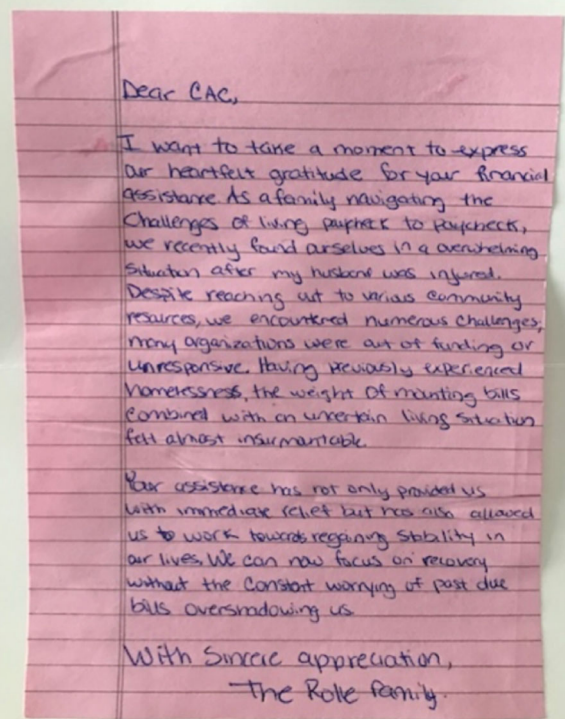 Dear CAC,
I want to take a moment to express
our heartfelt gratitude for your financial
assistance. As a family navigating the
Challenges of living paycheck to paycheck,
we recently found ourselves in a overwhelming
situation after my husband was injured.
Despite reaching out to various community
resources, we encountered numerous challenges,
many organizations were out of funding or
unresponsive. Having previously experienced
homelessness, the weight of mounting bills
combined with an uncertain living situation
felt almost insurmountable.
Your assistance has not only provided us
with immediate relief but has also allowed
us to work towards regaining stability in
our lives. We can now focus on recovery
without the constant worrying of past due
bills overshadowing us
With Sincere appreciation,
The Rolle family.